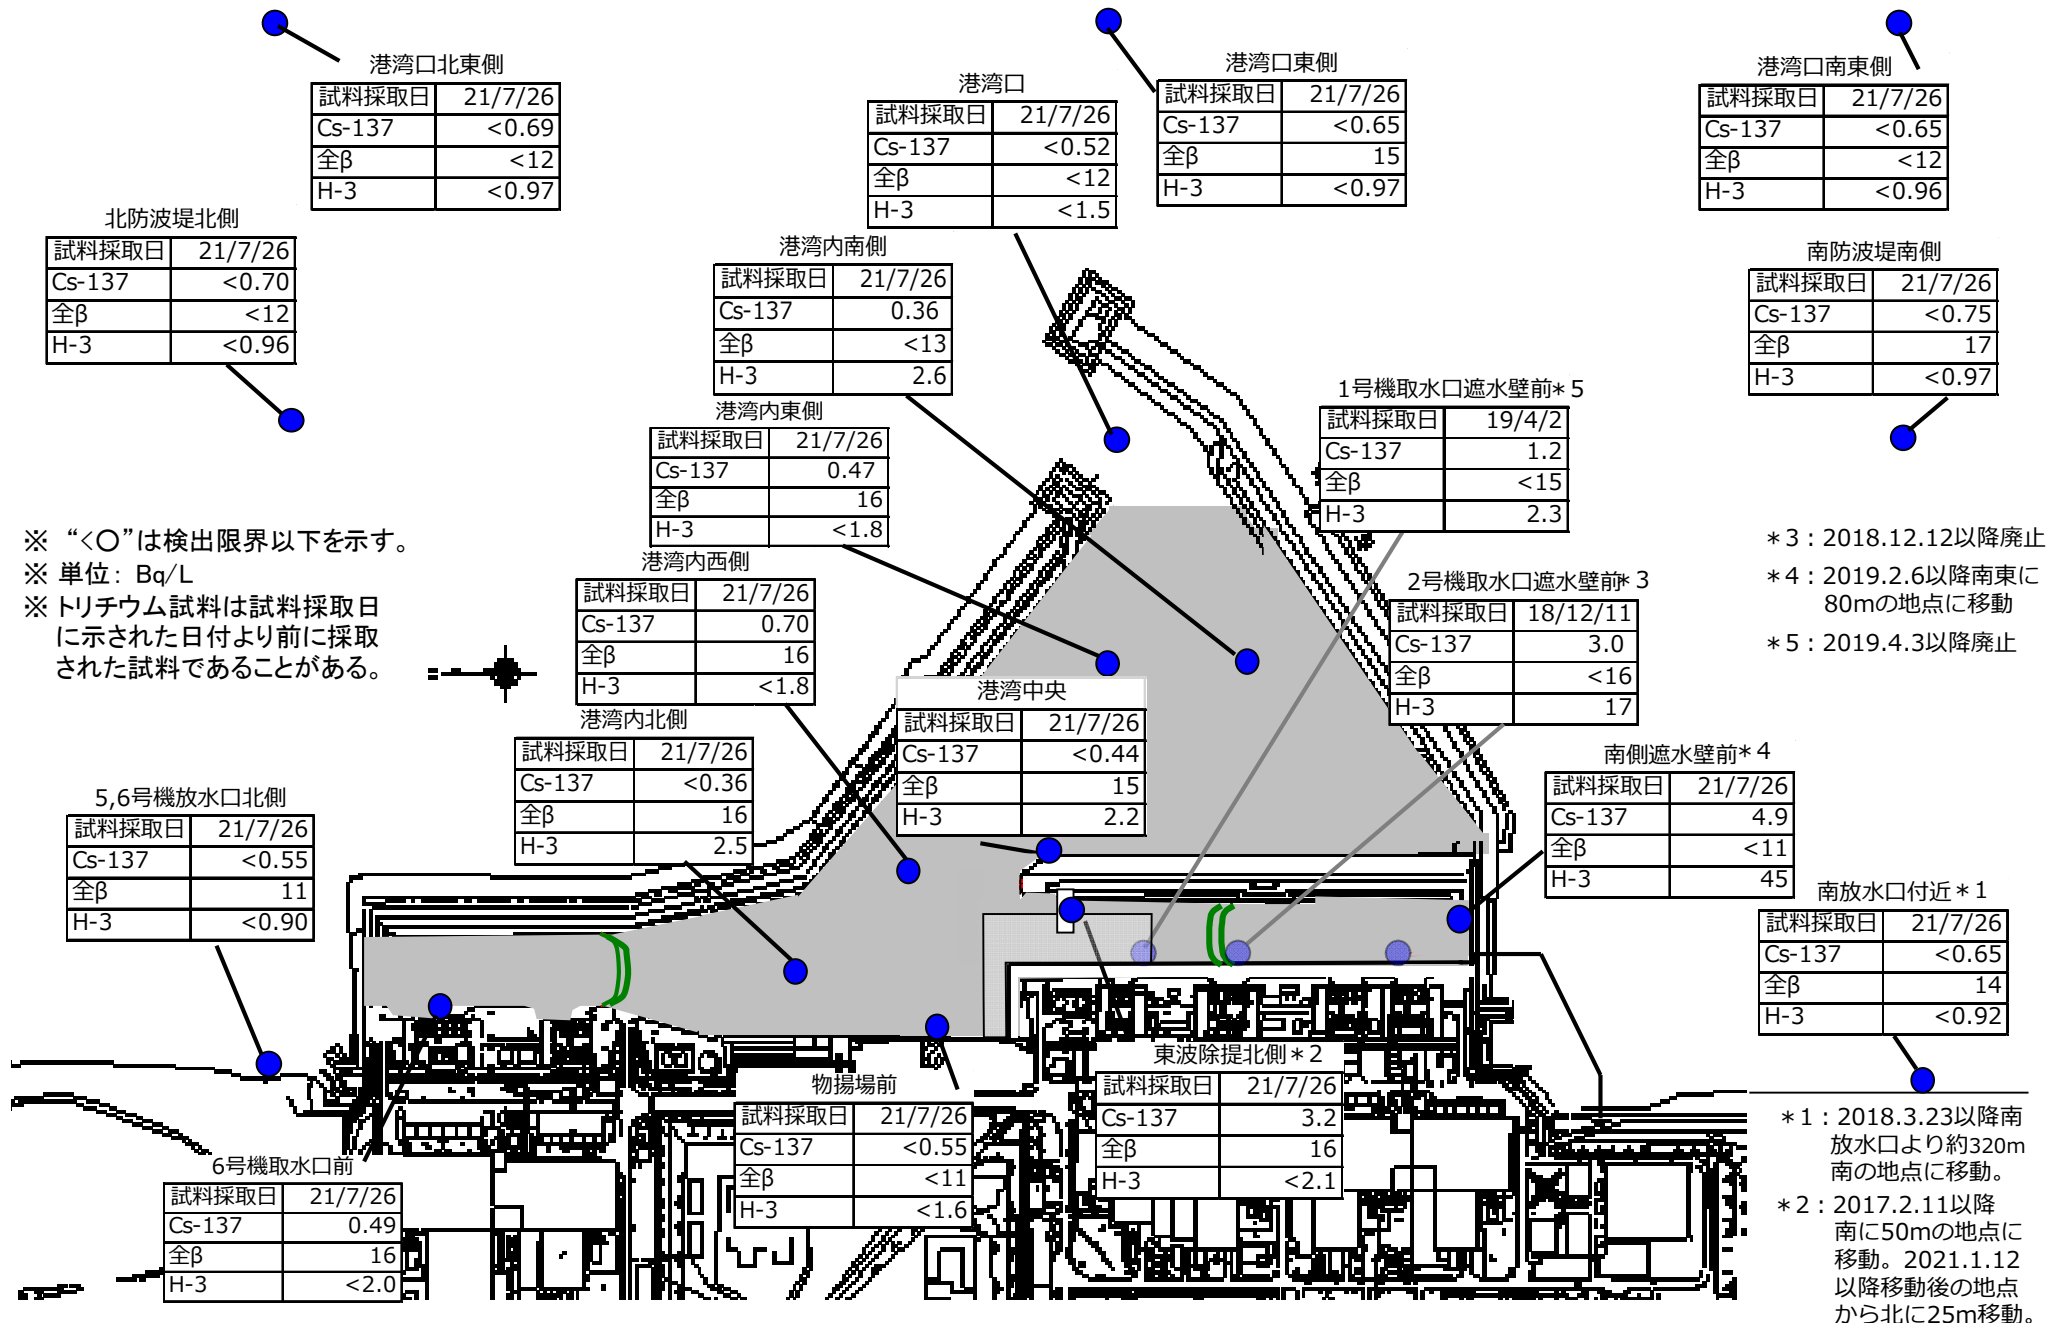 港湾口北東側
試料採取日 21/7/26
Cs-137 <0.69
全β <12
H-3 <0.97
港湾口
試料採取日 21/7/26
Cs-137 <0.52
全β <12
H-3 <1.5
港湾口東側
試料採取日 21/7/26
Cs-137 <0.65
全β 15
H-3 <0.97
港湾口南東側
試料採取日 21/7/26
Cs-137 <0.65
全β <12
H-3 <0.96
北防波堤北側
試料採取日 21/7/26
Cs-137 <0.70
全β <12
H-3 <0.96
港湾内南側
試料採取日 21/7/26
Cs-137 0.36
全β <13
H-3 2.6
南防波堤南側
試料採取日 21/7/26
Cs-137 <0.75
全β 17
H-3 <0.97
港湾内東側
試料採取日 21/7/26
Cs-137 0.47
全β 16
H-3 <1.8
1号機取水口遮水壁前*5
試料採取日 19/4/2
Cs-137 1.2
全β <15
H-3 2.3
※ “<○”は検出限界以下を示す。
※ 単位: Bq/L
※ トリチウム試料は試料採取日
に示された日付より前に採取
された試料であることがある。
*3:2018.12.12以降廃止
*4:2019.2.6以降南東に
80mの地点に移動
*5:2019.4.3以降廃止
港湾内西側
試料採取日 21/7/26
Cs-137 0.70
全β 16
H-3 <1.8
2号機取水口遮水壁前*3
試料採取日 18/12/11
Cs-137 3.0
全β <16
H-3 17
港湾中央
試料採取日 21/7/26
Cs-137 <0.44
全β 15
H-3 2.2
港湾内北側
試料採取日 21/7/26
Cs-137 <0.36
全β 16
H-3 2.5
南側遮水壁前*4
試料採取日 21/7/26
Cs-137 4.9
全β <11
H-3 45
5,6号機放水口北側
試料採取日 21/7/26
Cs-137 <0.55
全β 11
H-3 <0.90
南放水口付近*1
試料採取日 21/7/26
Cs-137 <0.65
全β 14
H-3 <0.92
東波除堤北側*2
試料採取日 21/7/26
Cs-137 3.2
全β 16
H-3 <2.1
物揚場前
試料採取日 21/7/26
Cs-137 <0.55
全β <11
H-3 <1.6
6号機取水口前
試料採取日 21/7/26
Cs-137 0.49
全β 16
H-3 <2.0
*1:2018.3.23以降南
放水口より約320m
南の地点に移動。
*2:2017.2.11以降
南に50mの地点に
移動。2021.1.12
以降移動後の地点
から北に25m移動。